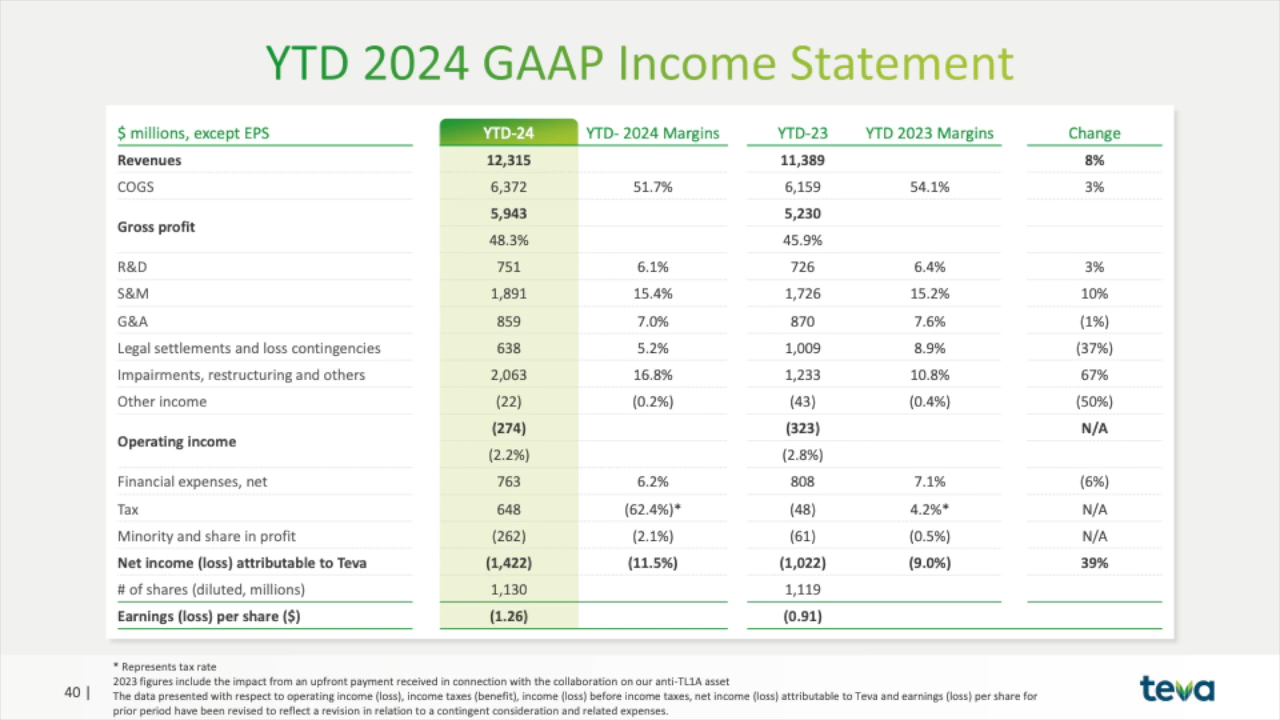 YTD 2024 GAAP Income Statement
$ millions, except EPS YTD-24 YTD- 2024 Margins YTD-23 YTD 2023 Margins Change
Revenues 12,315 11,389 8%
COGS 6,372 51.7% 6,159 54.1% 3%
Gross profit 5,943 5,230
48.3% 45.9%
R&D 751 6.1% 726 6.4% 3%
S&M 1,891 15.4% 1,726 15.2% 10%
G&A 859 7.0% 870 7.6% (1%)
Legal settlements and loss contingencies 638 5.2% 1,009 8.9% (37%)
Impairments, restructuring and others 2,063 16.8% 1,233 10.8% 67%
Other income (22) (0.2%) (43) (0.4%) (50%)
Operating income (274) (323) N/A
(2.2%) (2.8%)
Financial expenses, net 763 6.2% 808 7.1% (6%)
Tax 648 (62.4%)* (48) 4.2%* N/A
Minority and share in profit (262) (2.1%) (61) (0.5%) N/A
Net income (loss) attributable to Teva (1,422) (11.5%) (1,022) (9.0%) 39%
# of shares (diluted, millions) 1,130 1,119
Earnings (loss) per share ($) (1.26) (0.91)
* Represents tax rate
2023 figures include the impact from an upfront payment received in connection with the collaboration on our anti-TL1A asset
The data presented with respect to operating income (loss), income taxes (benefit), income (loss) before income taxes, net income (loss) attributable to Teva and earnings (loss) per share for
prior period have been revised to reflect a revision in relation to a contingent consideration and related expenses.
40 |
teva